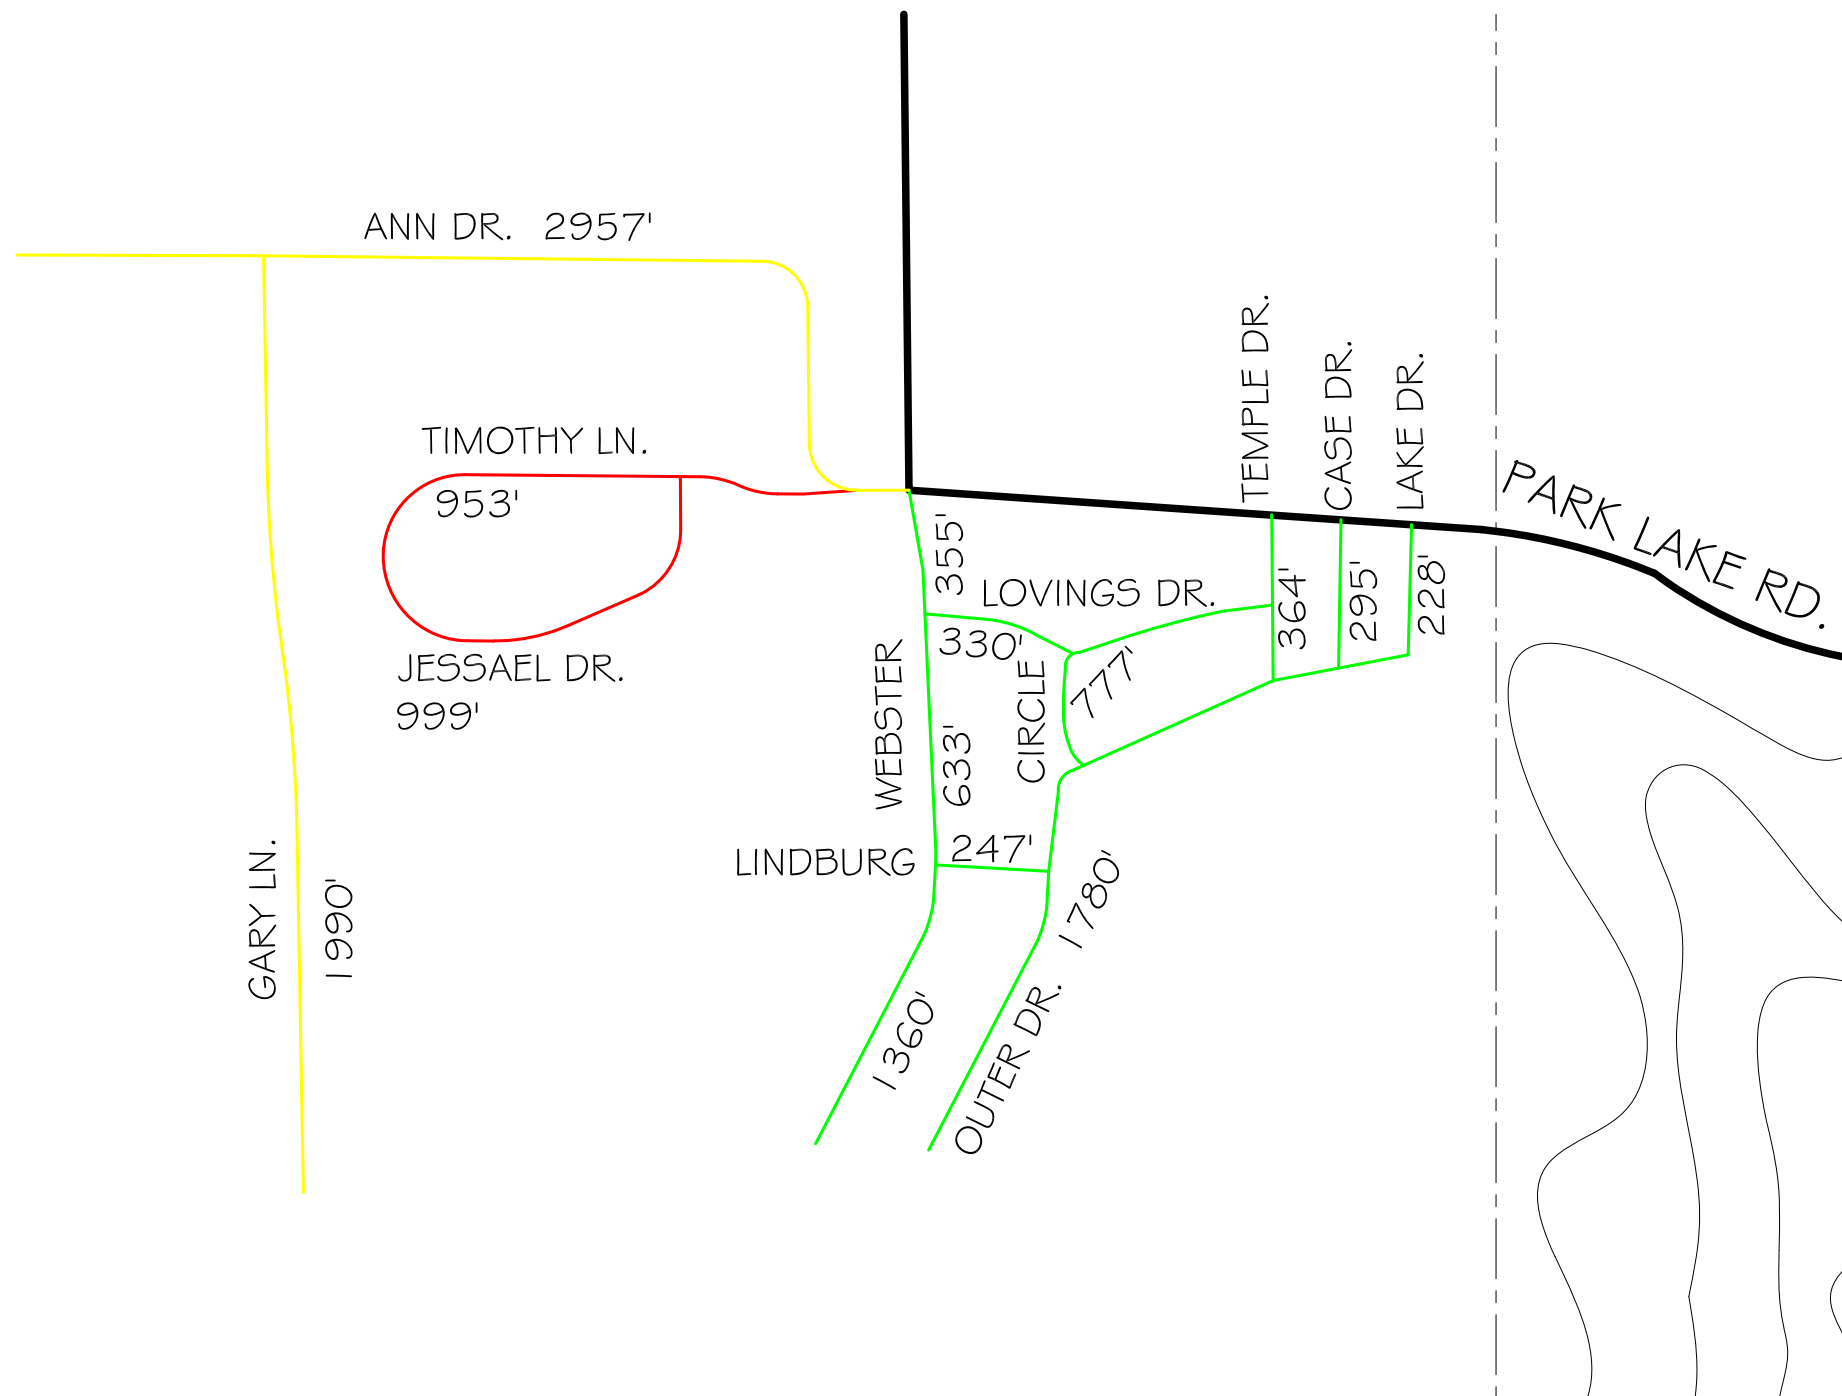 ANN DR. 2957'
TEMPLE DR.
CASE DR.
LAKE DR.
TIMOTHY LN.
953'
PARK LAKE RD.
355'
LOVINGS DR.
364'
295'
228'
330'
JESSAEL DR.
999'
WEBSTER
CIRCLE
777'
633'
LINDBURG
247'
GARY LN.
1990'
1780'
1360'
OUTER DR.